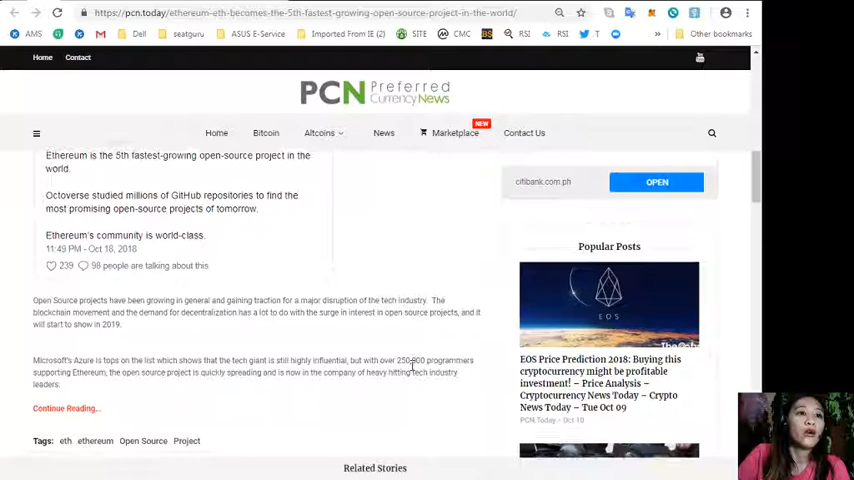 https://pcn.today/ethereum-eth-becomes-the-5th-fastest-growing-open-source-project-in-the-world/
AMS
Dell
seatguru
ASUS E-Service
Imported From IE (2)
SITE
CMC
BS
RSI
RSI
T
Other bookmarks
Home
Contact
PCN Preferred
Currency News
Home
Bitcoin
Altcoins
News
Marketplace
NEW
Contact Us
Ethereum is the 5th fastest-growing open-source project in the
world.
Octoverse studied millions of GitHub repositories to find the
most promising open-source projects of tomorrow.
Ethereum's community is world-class.
11:49 PM - Oct 18, 2018
239
98 people are talking about this
Open Source projects have been growing in general and gaining traction for a major disruption of the tech industry. The
blockchain movement and the demand for decentralization has a lot to do with the surge in interest in open source projects, and it
will start to show in 2019.
Microsoft's Azure is tops on the list which shows that the tech giant is still highly influential, but with over 250,000 programmers
supporting Ethereum, the open source project is quickly spreading and is now in the company of heavy hitting tech industry
leaders.
Continue Reading...
Tags: eth ethereum Open Source Project
Related Stories
citibank.com.ph
OPEN
Popular Posts
EOS
EOS Price Prediction 2018: Buying this
cryptocurrency might be profitable
investment! – Price Analysis –
Cryptocurrency News Today – Crypto
News Today – Tue Oct 09
PCN.Today - Oct 10